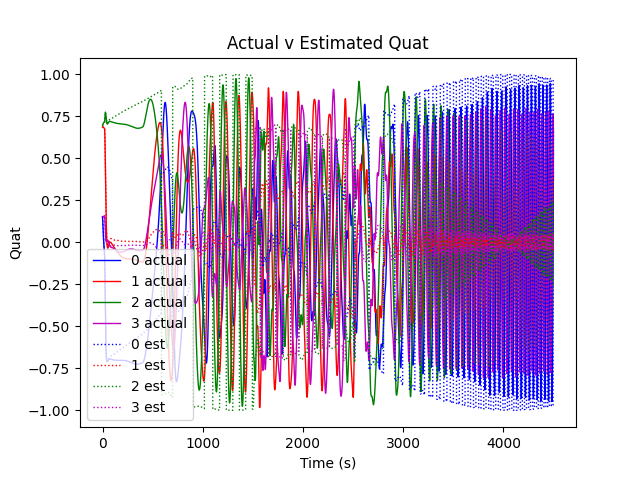 Actual v Estimated Quat
1.00
0.75
0.50
0.25
0.00
−0.25
−0.50
−0.75
−1.00
Quat
0 actual
1 actual
2 actual
3 actual
0 est
1 est
2 est
3 est
0
1000
2000
3000
4000
Time (s)